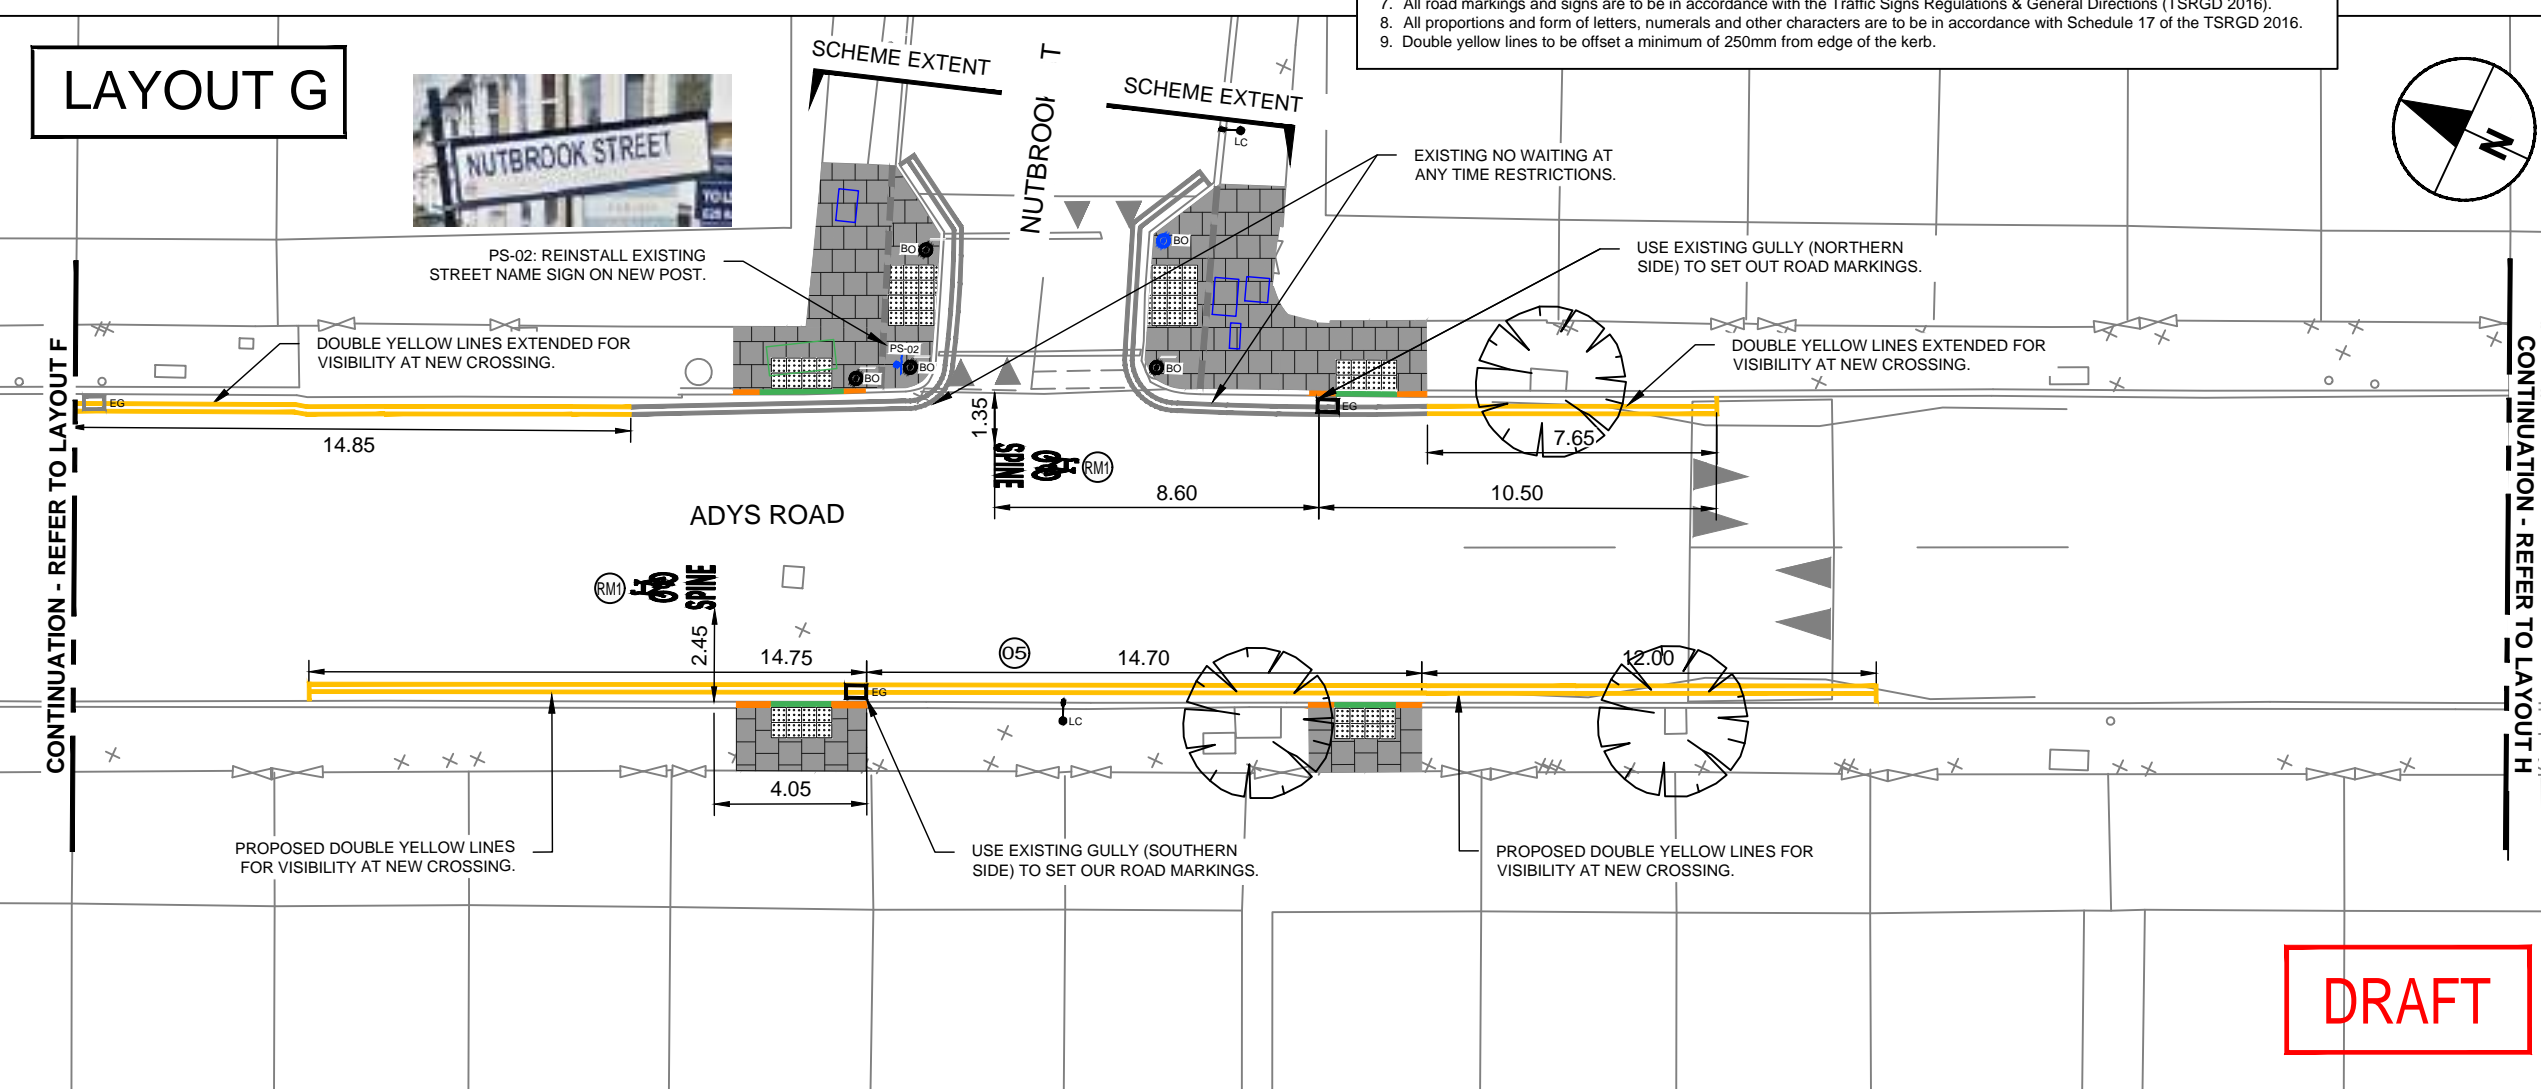 7. All road markings and signs are to be in accordance with the Traffic Signs Regulations & General Directions (TSRGD 2016).
8. All proportions and form of letters, numerals and other characters are to be in accordance with Schedule 17 of the TSRGD 2016.
9. Double yellow lines to be offset a minimum of 250mm from edge of the kerb.
LAYOUT G
NUTBROOK STREET
SCHEME EXTENT
SCHEME EXTENT
NUTBROO T
LC
N
EXISTING NO WAITING AT
ANY TIME RESTRICTIONS.
PS-02: REINSTALL EXISTING
STREET NAME SIGN ON NEW POST.
BO
BO
USE EXISTING GULLY (NORTHERN
SIDE) TO SET OUT ROAD MARKINGS.
DOUBLE YELLOW LINES EXTENDED FOR
VISIBILITY AT NEW CROSSING.
PS-02
BO
BO
BO
DOUBLE YELLOW LINES EXTENDED FOR
VISIBILITY AT NEW CROSSING.
CONTINUATION - REFER TO LAYOUT F
CONTINUATION - REFER TO LAYOUT H
EG
EG
14.85
1.35
SPINE
RM1
7.65
8.60
10.50
ADYS ROAD
RM1
SPINE
2.45
14.75
05
14.70
12.00
EG
LC
4.05
PROPOSED DOUBLE YELLOW LINES
FOR VISIBILITY AT NEW CROSSING.
USE EXISTING GULLY (SOUTHERN
SIDE) TO SET OUR ROAD MARKINGS.
PROPOSED DOUBLE YELLOW LINES FOR
VISIBILITY AT NEW CROSSING.
DRAFT